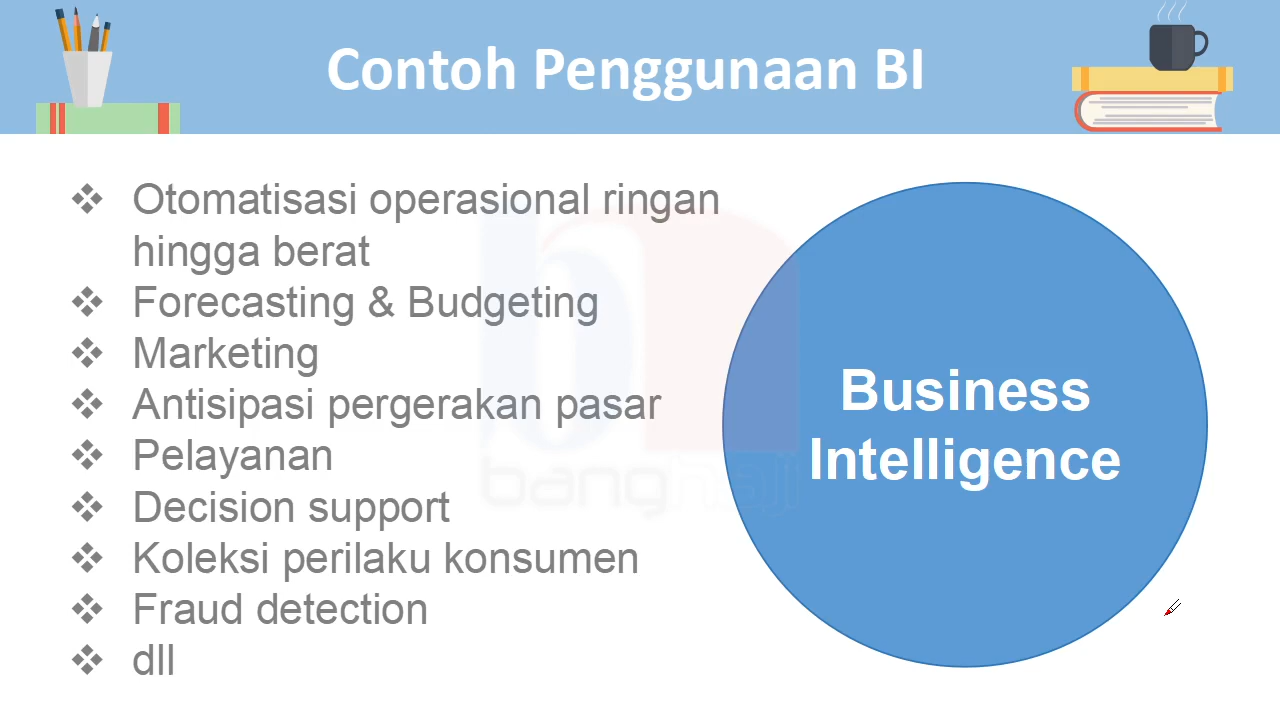 Contoh Penggunaan BI
❖ Otomatisasi operasional ringan
hingga berat
❖ Forecasting & Budgeting
❖ Marketing
❖ Antisipasi pergerakan pasar
❖ Pelayanan
❖ Decision support
❖ Koleksi perilaku konsumen
❖ Fraud detection
❖ dll
Business
Intelligence
banghaji